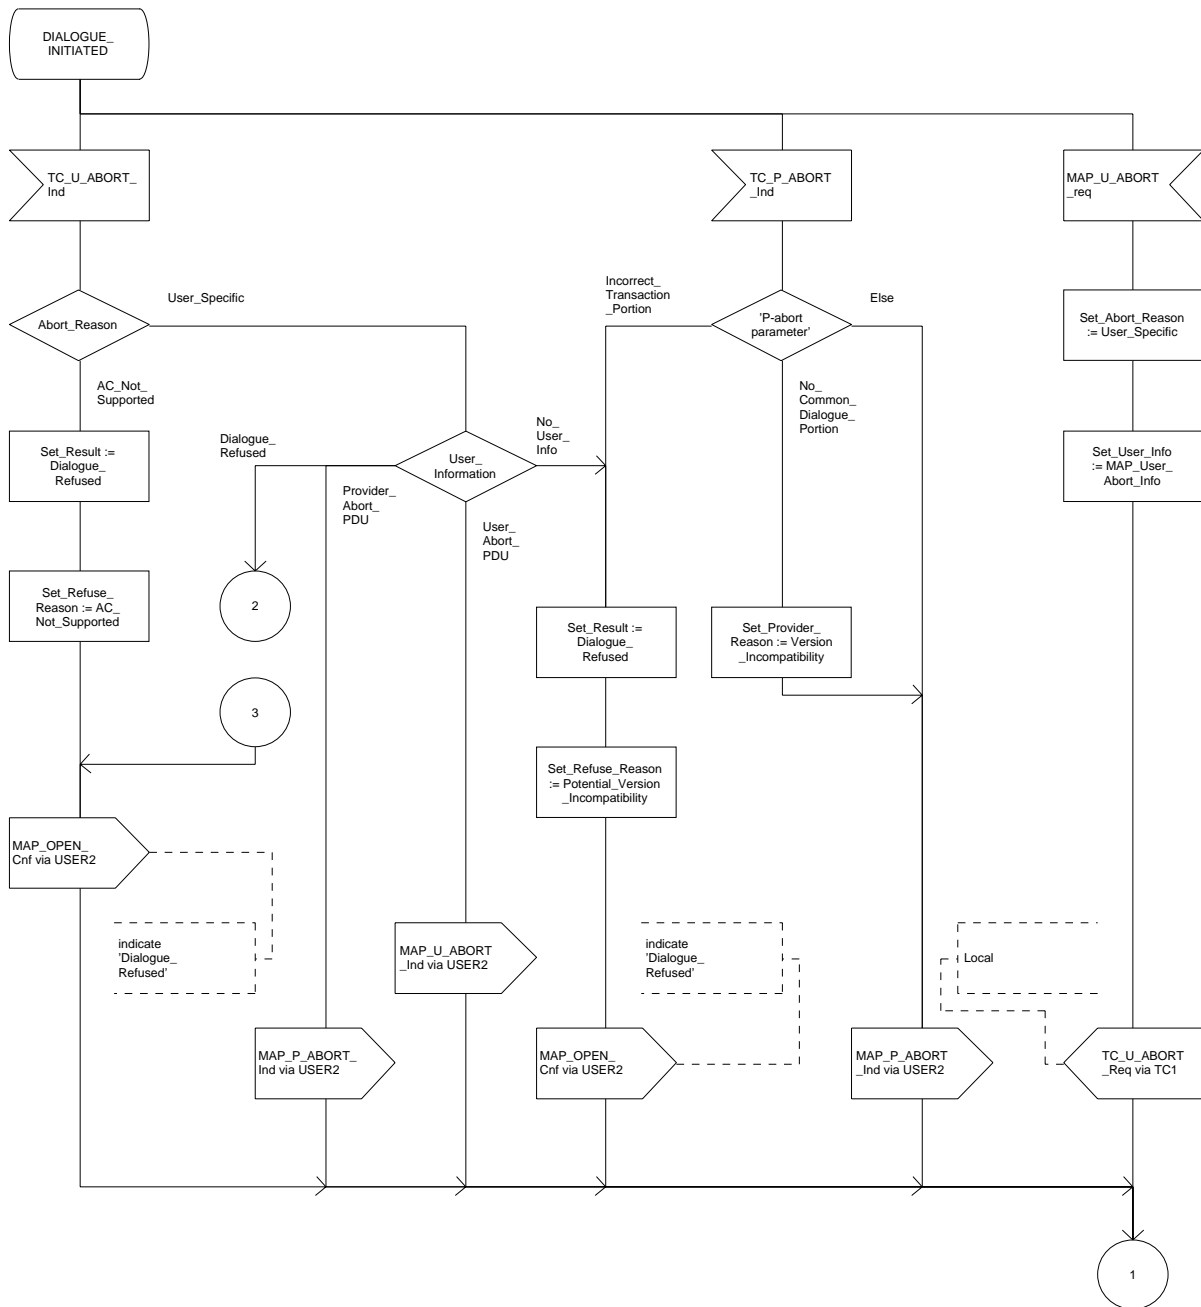 DIALOGUE_
INITIATED
TC_U_ABORT_
Ind
TC_P_ABORT
_Ind
MAP_U_ABORT
_req
User_Specific
Abort_Reason
Incorrect_
Transaction
_Portion
'P-abort
parameter'
Else
Set_Abort_Reason
:= User_Specific
AC_Not_
Supported
No_
Common_
Dialogue_
Portion
Set_Result :=
Dialogue_
Refused
Dialogue_
Refused
Provider_
Abort_
PDU
User_
Information
No_
User_
Info
User_
Abort_
PDU
Set_User_Info
:= MAP_User_
Abort_Info
Set_Refuse_
Reason := AC_
Not_Supported
2
Set_Result :=
Dialogue_
Refused
Set_Provider_
Reason := Version
_Incompatibility
3
Set_Refuse_Reason
:= Potential_Version
_Incompatibility
MAP_OPEN_
Cnf via USER2
indicate
'Dialogue_
Refused'
MAP_U_ABORT
_Ind via USER2
indicate
'Dialogue_
Refused'
Local
MAP_P_ABORT_
Ind via USER2
MAP_OPEN_
Cnf via USER2
MAP_P_ABORT
_Ind via USER2
TC_U_ABORT
_Req via TC1
1